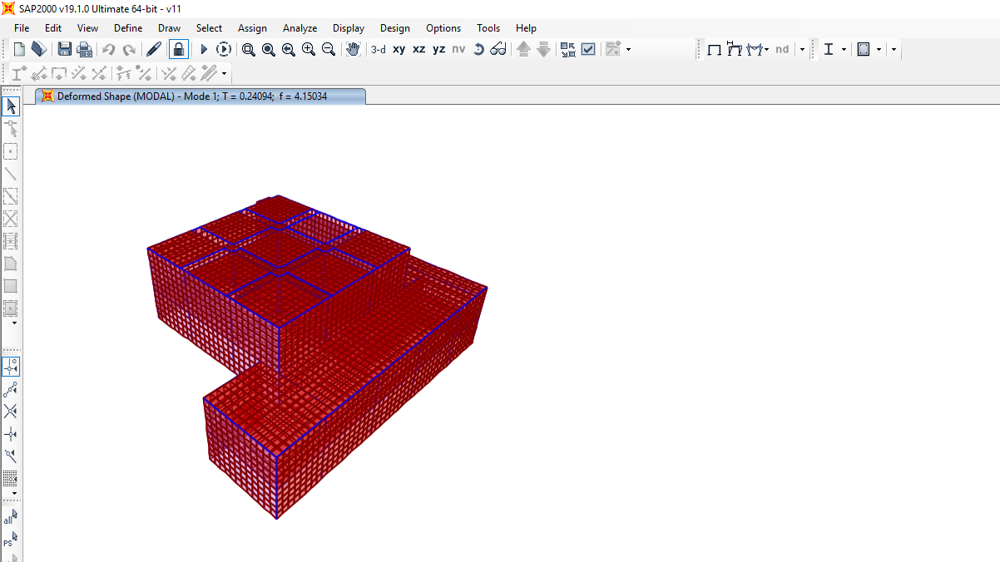 SAP2000 v19.1.0 Ultimate 64-bit - v11
File Edit View Define Draw Select Assign Analyze Display Design Options Tools Help
3-d xy xz yz nv nd
Deformed Shape (MODAL) - Mode 1; T = 0.24094; f = 4.15034
all
PS